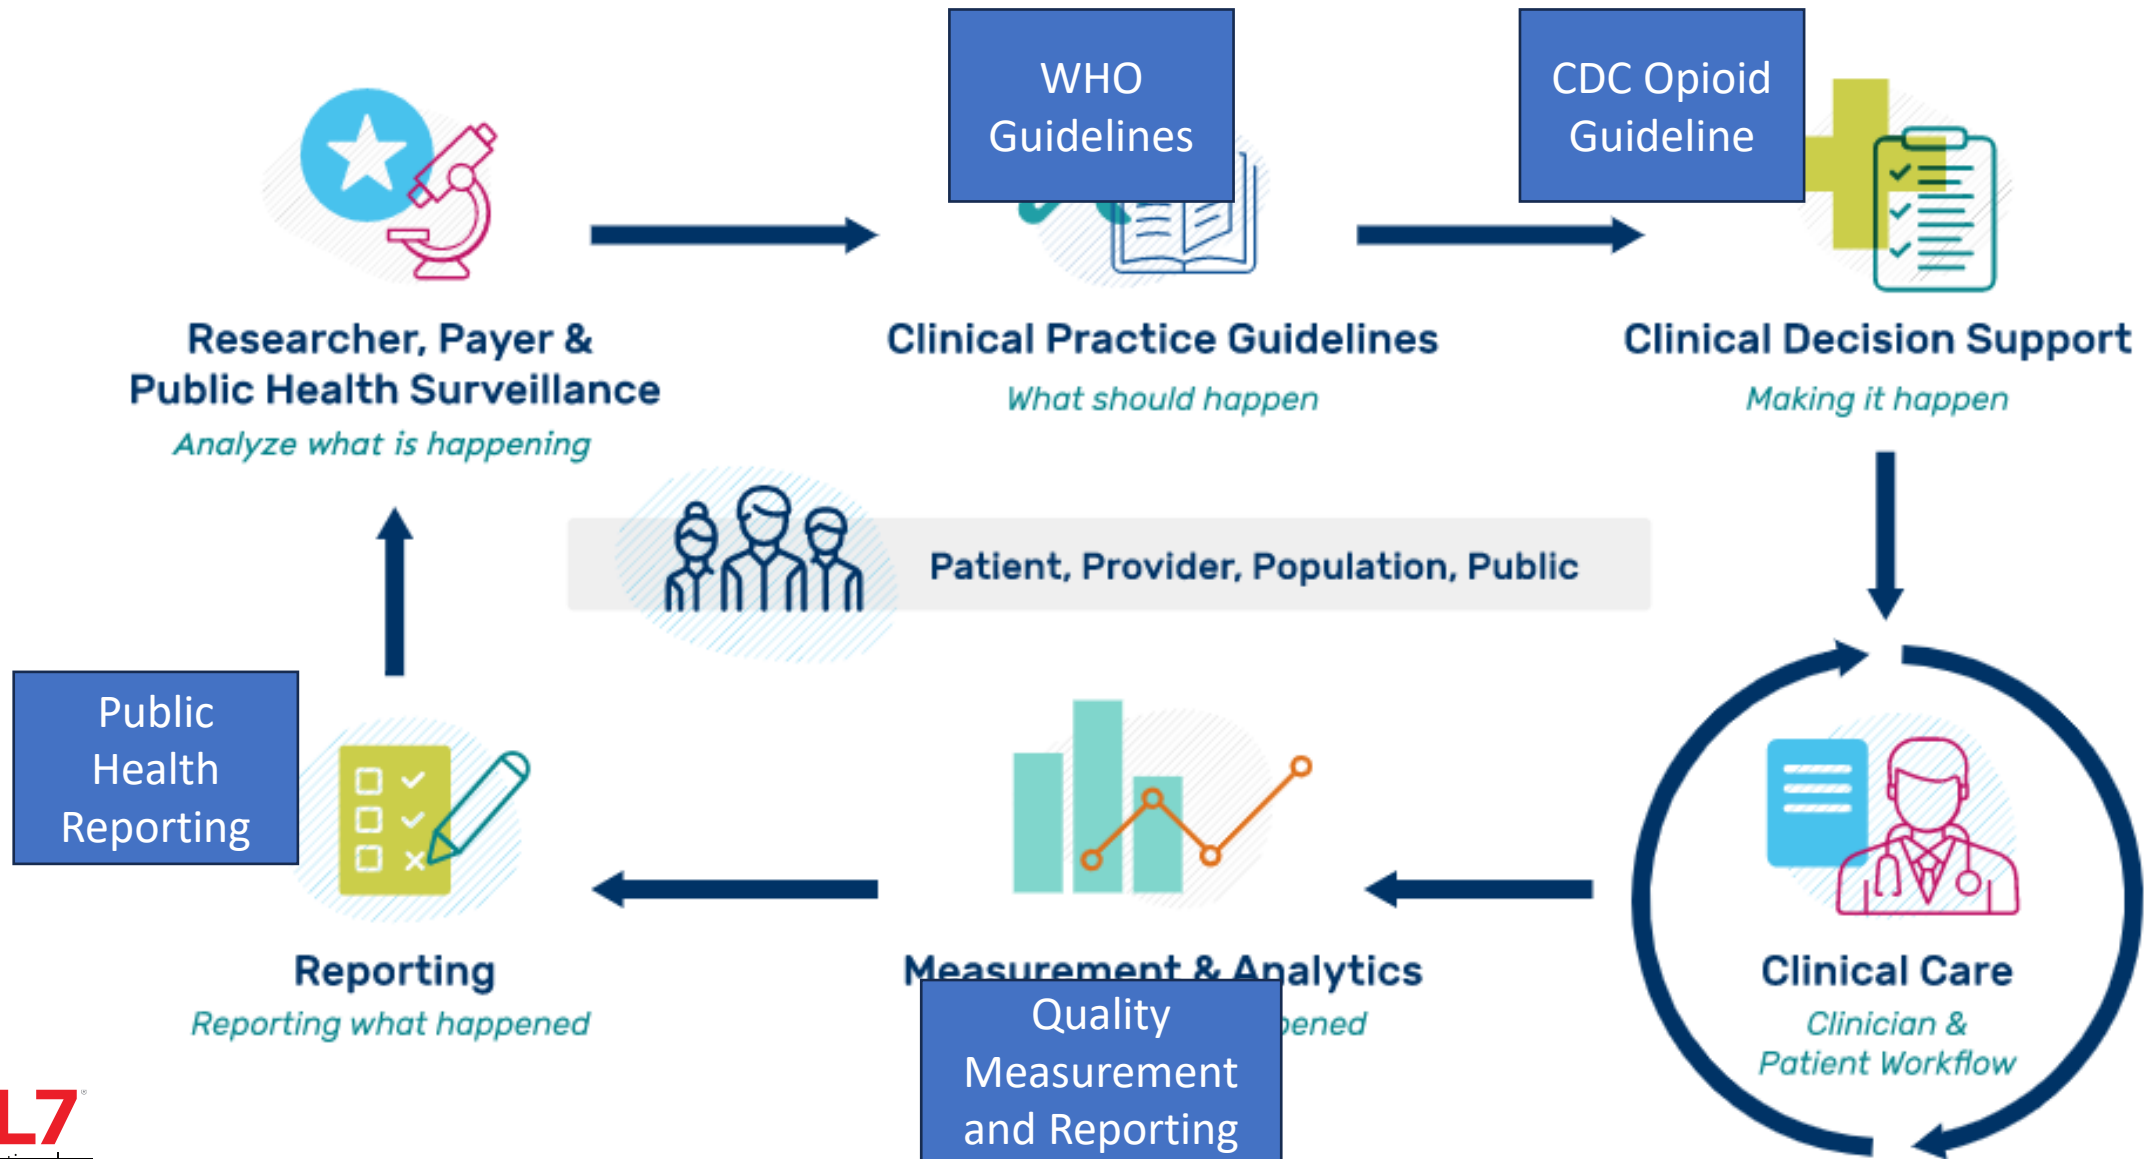 WHO
Guidelines
CDC Opioid
Guideline
Researcher, Payer &
Public Health Surveillance
Analyze what is happening
Clinical Practice Guidelines
What should happen
Clinical Decision Support
Making it happen
Patient, Provider, Population, Public
Public
Health
Reporting
Reporting
Reporting what happened
Measurement & Analytics
Quality
Measurement
and Reporting
Clinical Care
Clinician &
Patient Workflow
L7